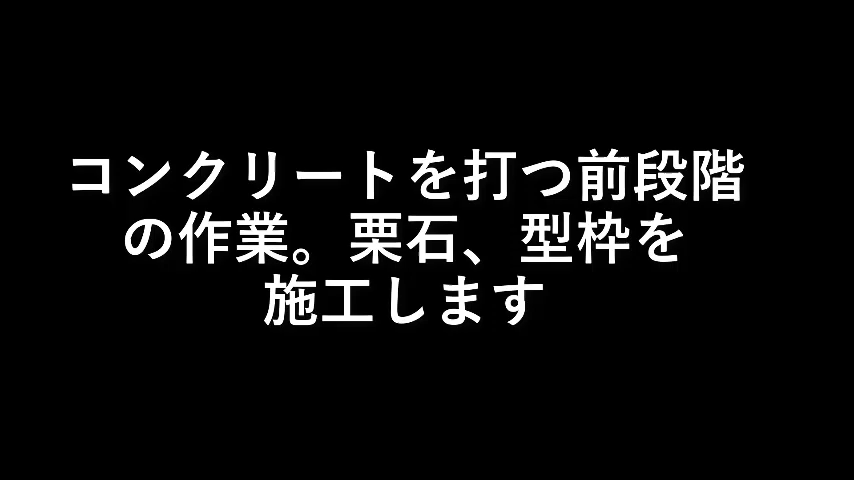 コンクリートを打つ前段階
の作業。栗石、型枠を
施工します